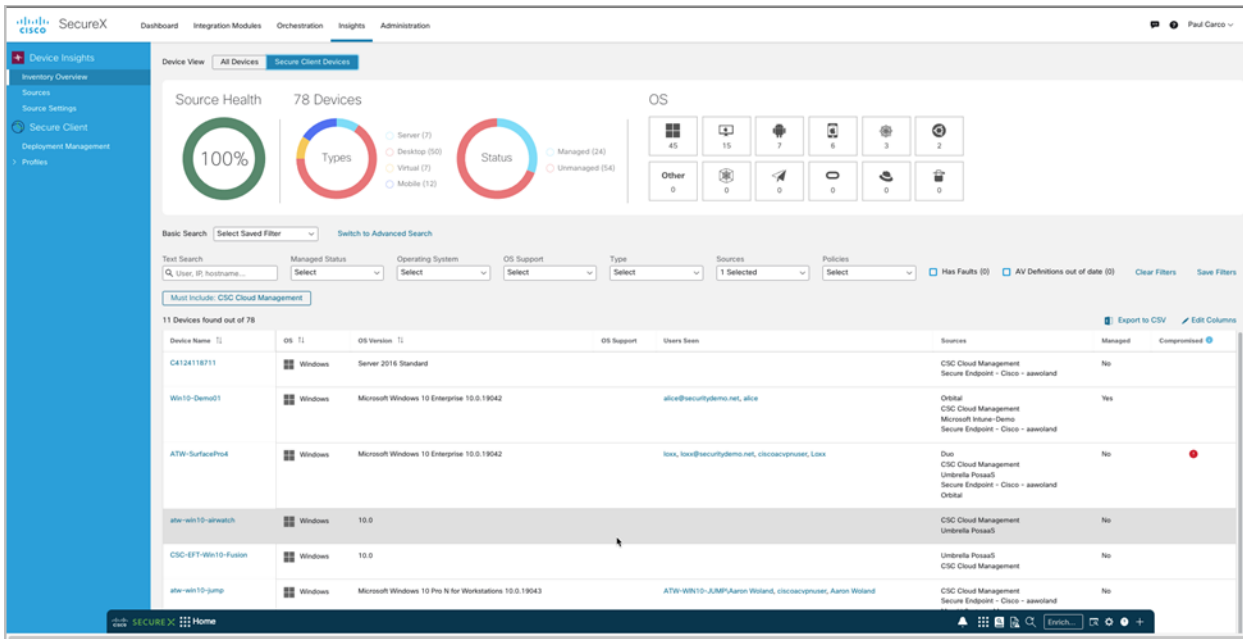 CISCO SecureX
Dashboard Integration Modules Orchestration Insights Administration
Paul Carco
Device Insights
Inventory Overview
Sources
Source Settings
Secure Client
Deployment Management
Profiles
Device View All Devices Secure Client Devices
Source Health
100%
78 Devices
Types
Server (7)
Desktop (50)
Virtual (7)
Mobile (12)
Status
Managed (24)
Unmanaged (54)
OS
45 15 7 6 3 2
Other
0 0 0 0 0 0
Basic Search Select Saved Filter Switch to Advanced Search
Text Search Managed Status Operating System OS Support Type Sources Policies
User, IP, hostname... Select Select Select Select 1 Selected Select Has Faults (0) AV Definitions out of date (0) Clear Filters Save Filters
Must Include: CSC Cloud Management
11 Devices found out of 78
Export to CSV Edit Columns
Device Name OS OS Version OS Support Users Seen Sources Managed Compromised
C4124118711 Windows Server 2016 Standard CSC Cloud Management No
Secure Endpoint - Cisco - aawoland
Win10-Demo01 Windows Microsoft Windows 10 Enterprise 10.0.19042 alice@securitydemo.net, alice Orbital Yes
CSC Cloud Management
Microsoft Intune-Demo
Secure Endpoint - Cisco - aawoland
ATW-SurfacePro4 Windows Microsoft Windows 10 Enterprise 10.0.19042 loxx, loxx@securitydemo.net, ciscoacvpnuser, Loxx Duo No
CSC Cloud Management
Umbrella PosaaS
Secure Endpoint - Cisco - aawoland
Orbital
atw-win10-airwatch Windows 10.0 CSC Cloud Management No
Umbrella PosaaS
CSC-EFT-Win10-Fusion Windows 10.0 Umbrella PosaaS No
CSC Cloud Management
atw-win10-jump Windows Microsoft Windows 10 Pro N for Workstations 10.0.19043 ATW-WIN10-JUMP\Aaron Woland, ciscoacvpnuser, Aaron Woland CSC Cloud Management No
Secure Endpoint - Cisco - aawoland
CISCO SECUREX Home Enrich...